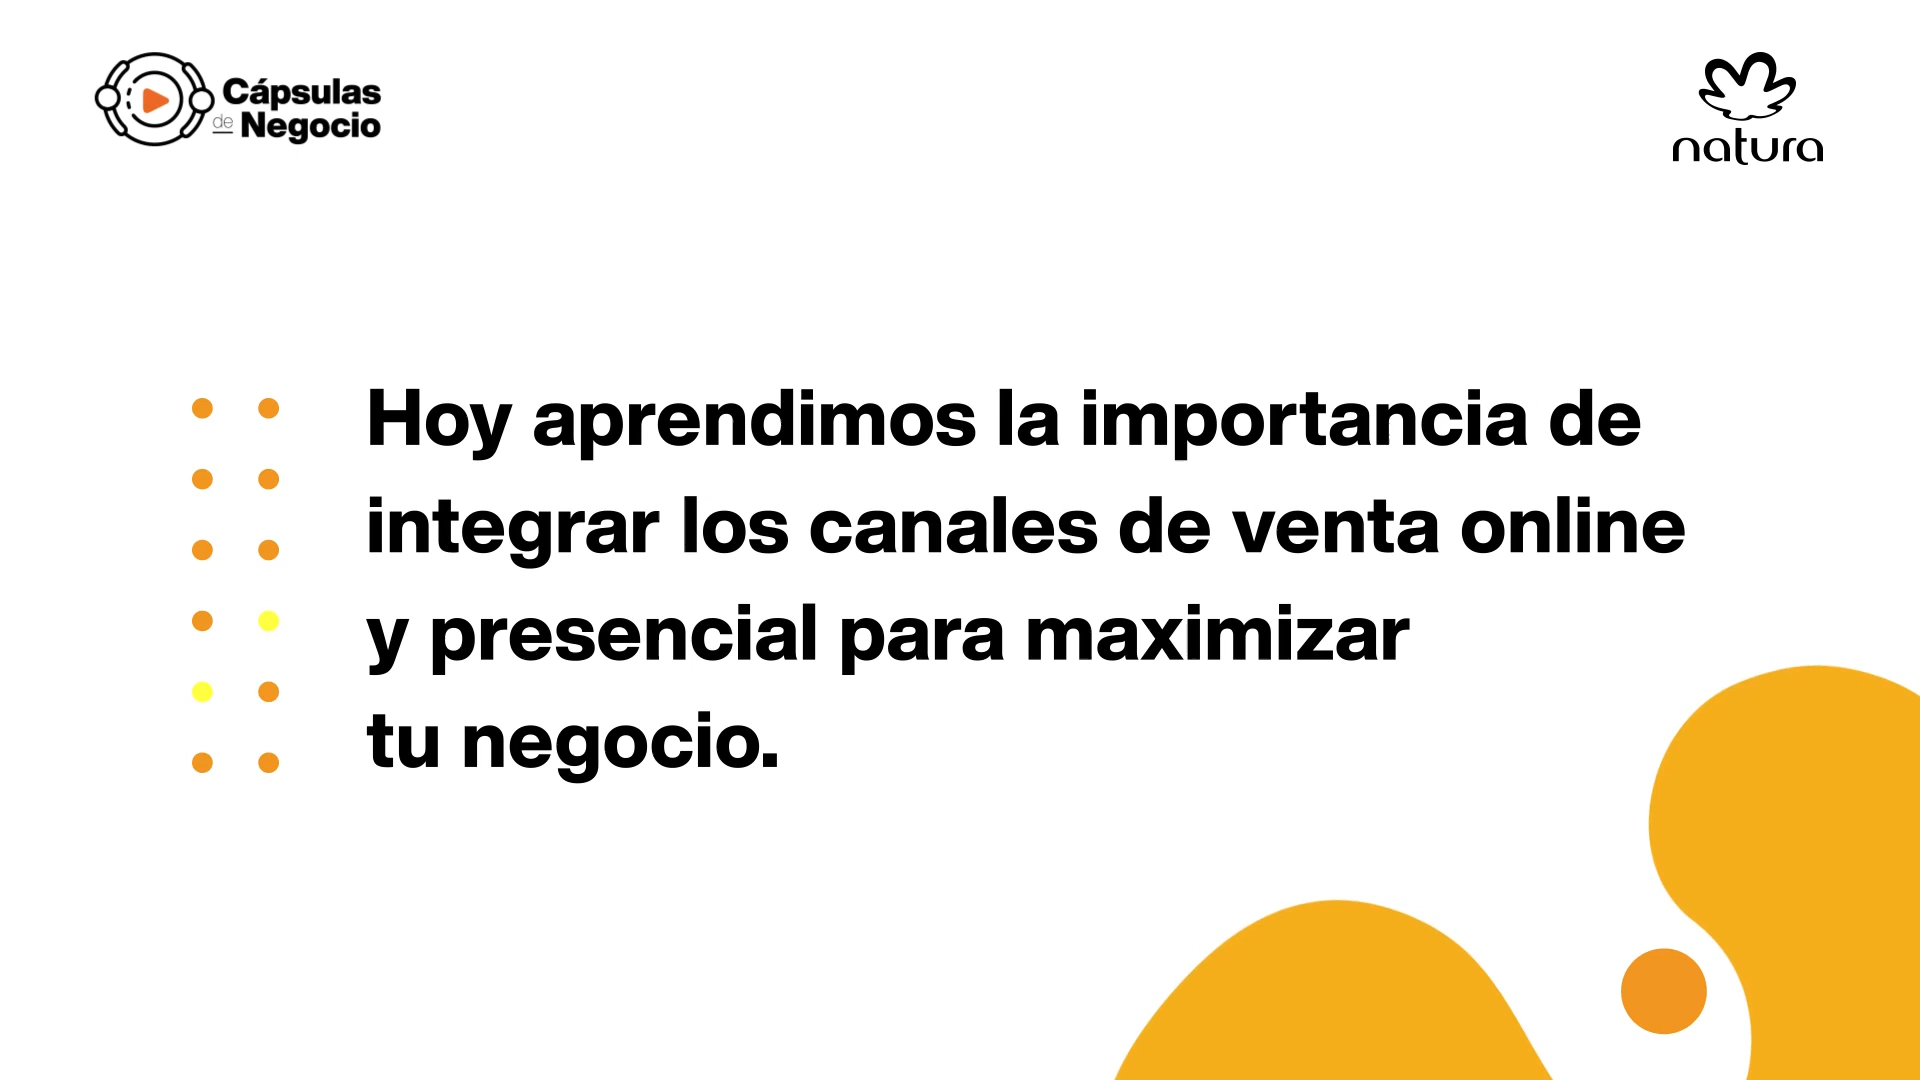 Cápsulas
de Negocio
natura
Hoy aprendimos la importancia de
integrar los canales de venta online
y presencial para maximizar
tu negocio.